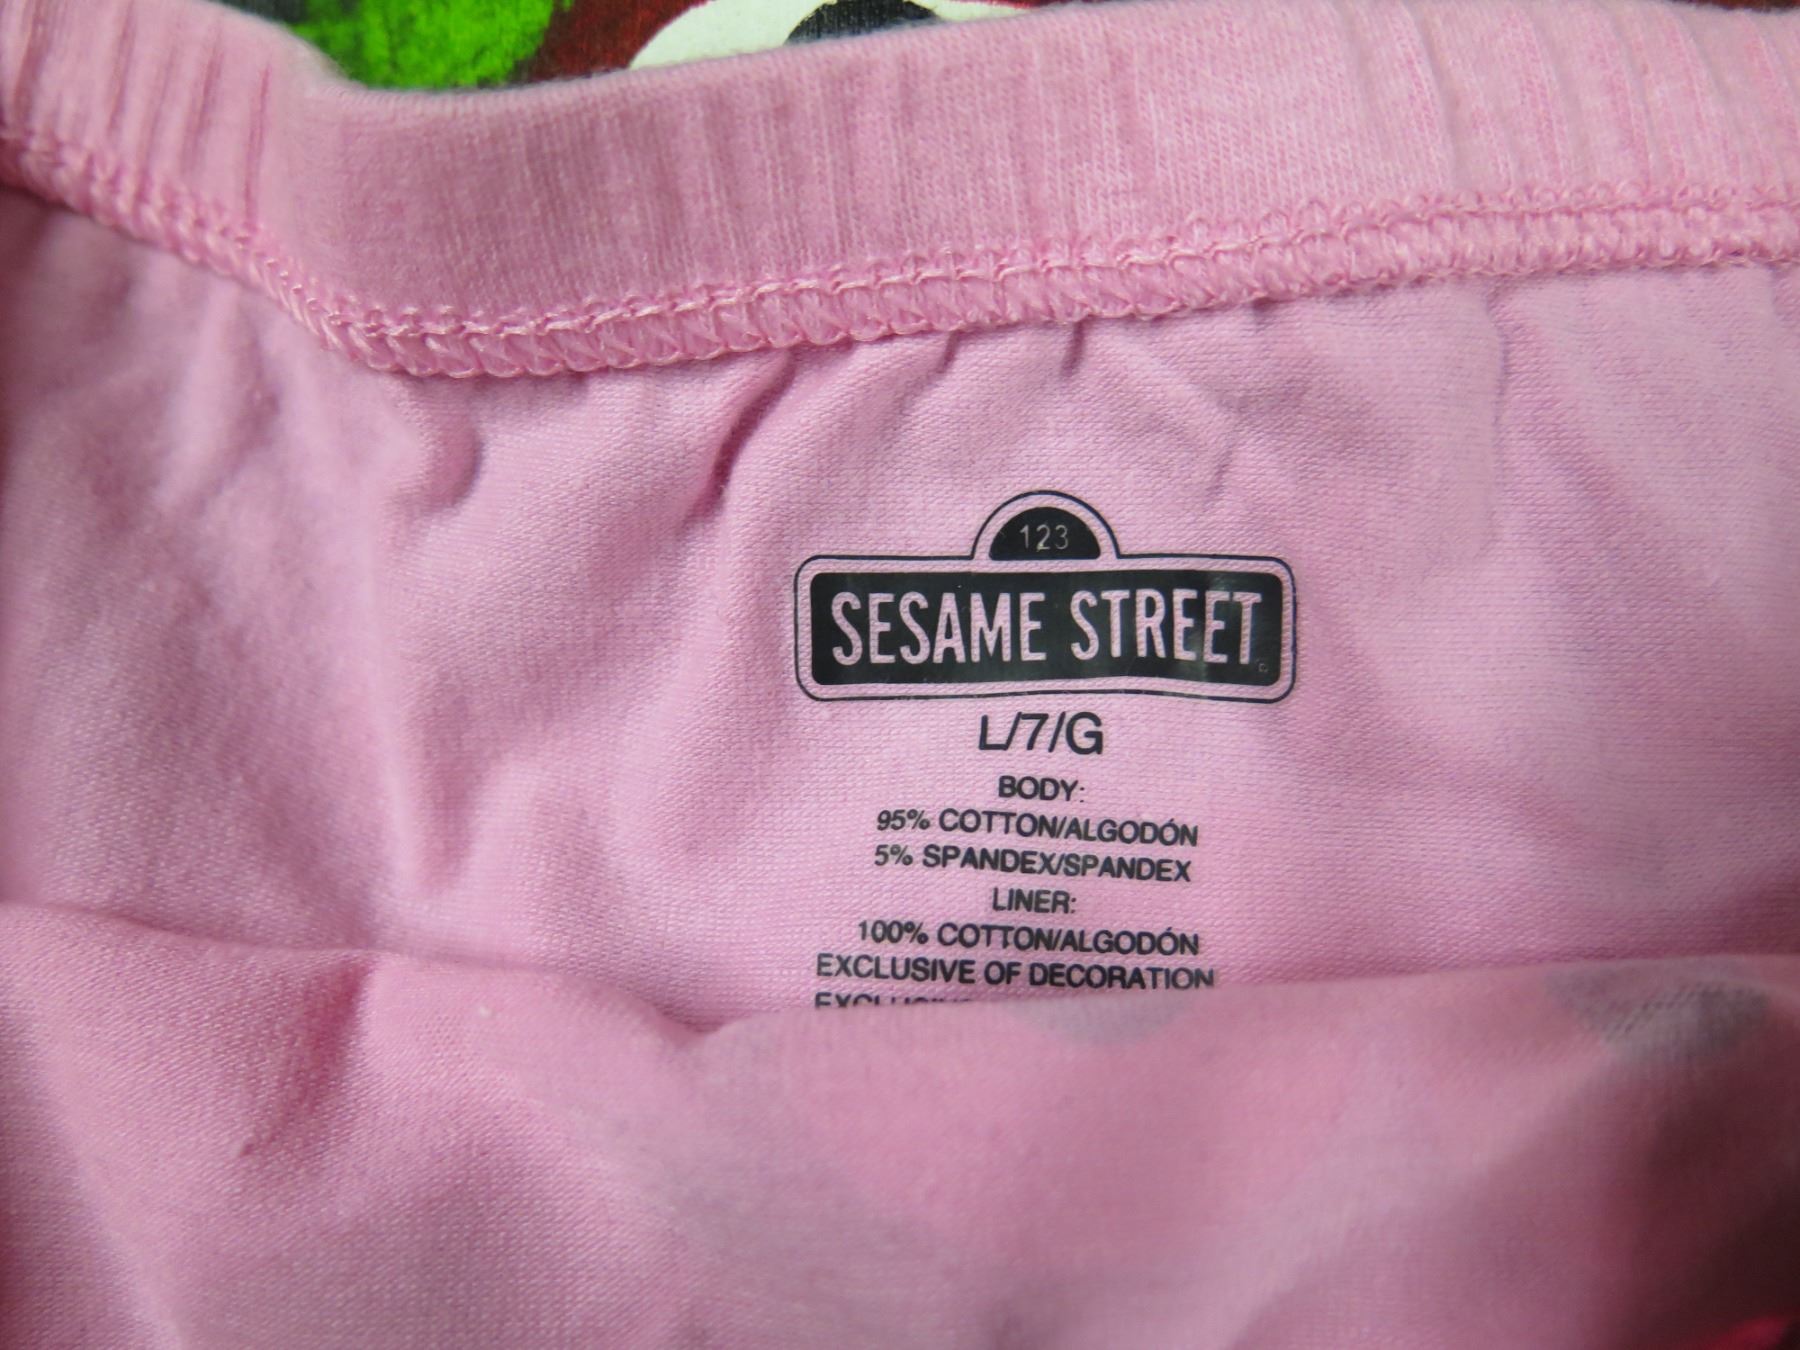 123
SESAME STREET
L/7/G
BODY:
95% COTTON/ALGODÓN
5% SPANDEX/SPANDEX
LINER:
100% COTTON/ALGODÓN
EXCLUSIVE OF DECORATION